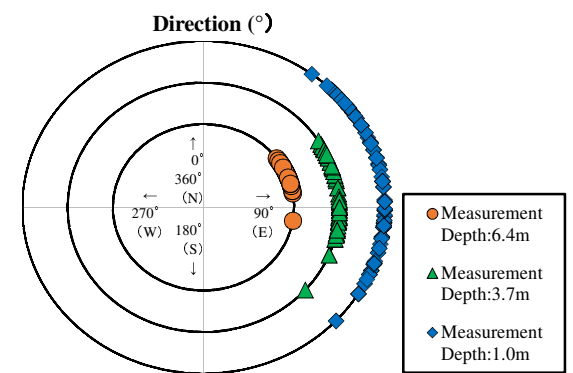 Direction (°)
↑
0°
360°
(N)
← →
270° 90°
(W) (E)
180°
(S)
↓
Measurement
Depth:6.4m
Measurement
Depth:3.7m
Measurement
Depth:1.0m